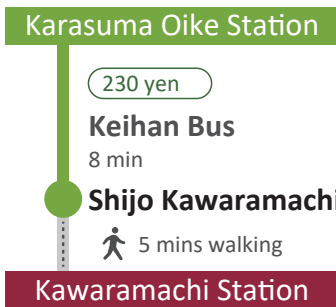 Karasuma Oike Station
230 yen
Keihan Bus
8 min
Shijo Kawaramachi
5 mins walking
Kawaramachi Station